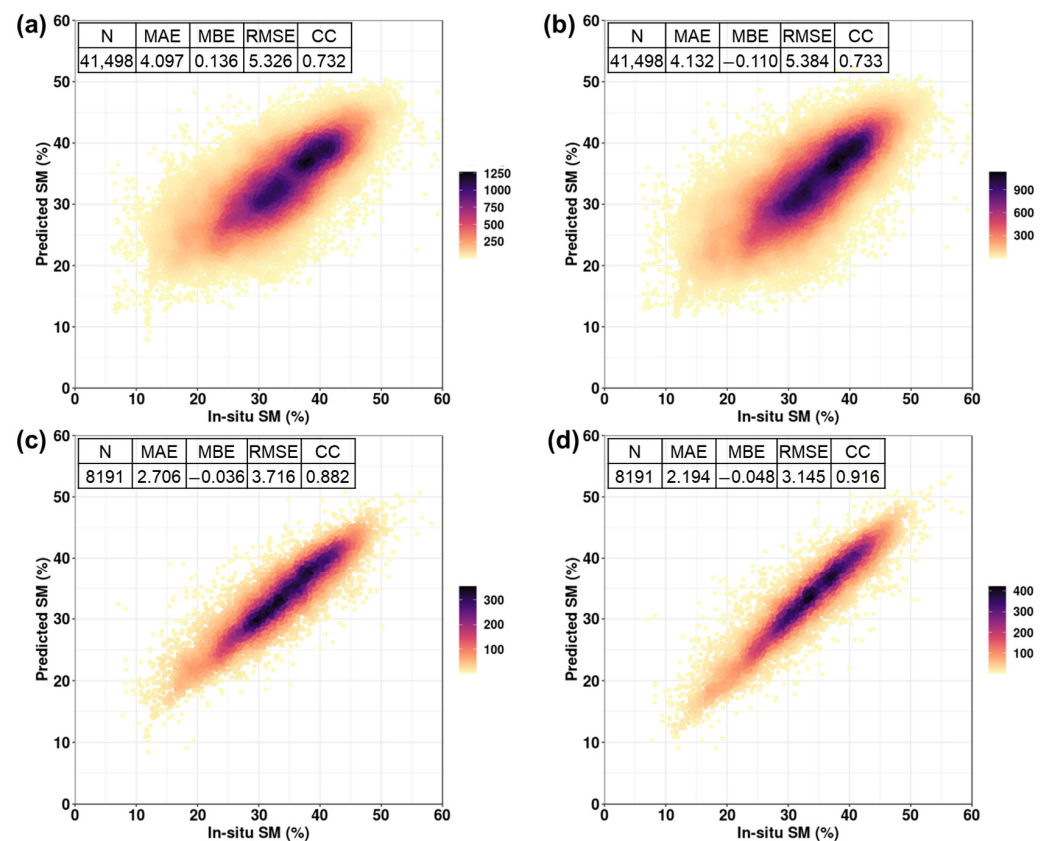 (a)
N MAE MBE RMSE CC
41,498 4.097 0.136 5.326 0.732
60
50
40
30
20
10
0
Predicted SM (%)
0 10 20 30 40 50 60
In-situ SM (%)
1250
1000
750
500
250
(b)
N MAE MBE RMSE CC
41,498 4.132 −0.110 5.384 0.733
60
50
40
30
20
10
0
Predicted SM (%)
0 10 20 30 40 50 60
In-situ SM (%)
900
600
300
(c)
N MAE MBE RMSE CC
8191 2.706 −0.036 3.716 0.882
60
50
40
30
20
10
0
Predicted SM (%)
0 10 20 30 40 50 60
In-situ SM (%)
300
200
100
(d)
N MAE MBE RMSE CC
8191 2.194 −0.048 3.145 0.916
60
50
40
30
20
10
0
Predicted SM (%)
0 10 20 30 40 50 60
In-situ SM (%)
400
300
200
100